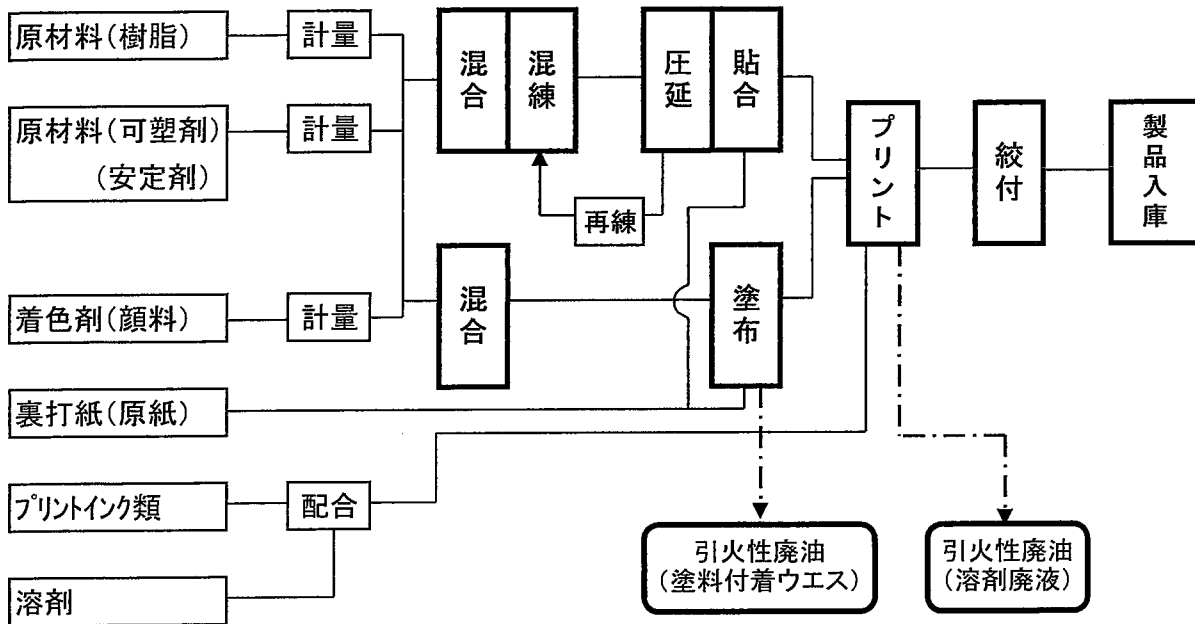 原材料(樹脂)
計量
混合
混練
圧延
貼合
原材料(可塑剤)
(安定剤)
計量
プリント
絞付
製品入庫
再練
着色剤(顔料)
計量
混合
塗布
裏打紙(原紙)
プリントインク類
配合
溶剤
引火性廃油
(塗料付着ウエス)
引火性廃油
(溶剤廃液)